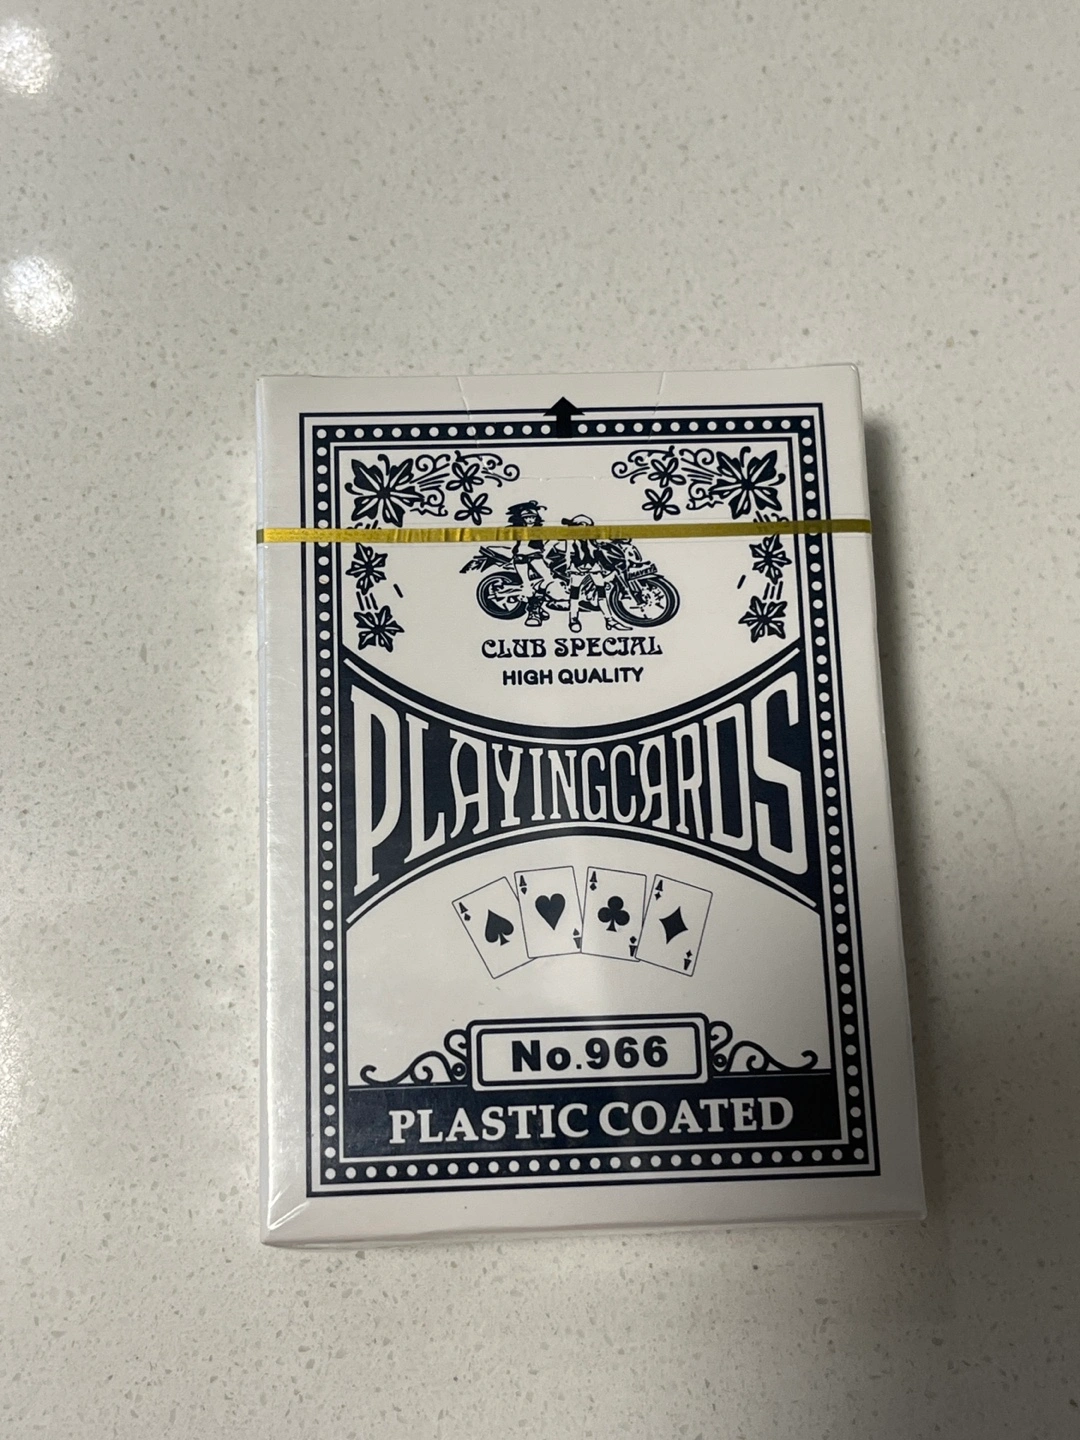 CLUB SPECIAL
HIGH QUALITY
PLAYINGCARDS
A A A A
A A A
No.966
PLASTIC COATED